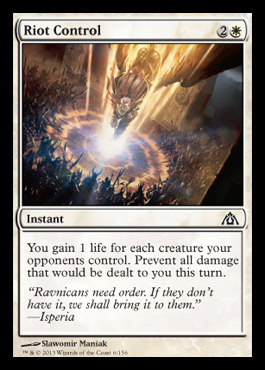 Riot Control 2
Instant
You gain 1 life for each creature your
opponents control. Prevent all damage
that would be dealt to you this turn.
“Ravnicans need order. If they don’t
have it, we shall bring it to them.”
—Isperia
Slawomir Maniak
™ & © 2013 Wizards of the Coast 6/156